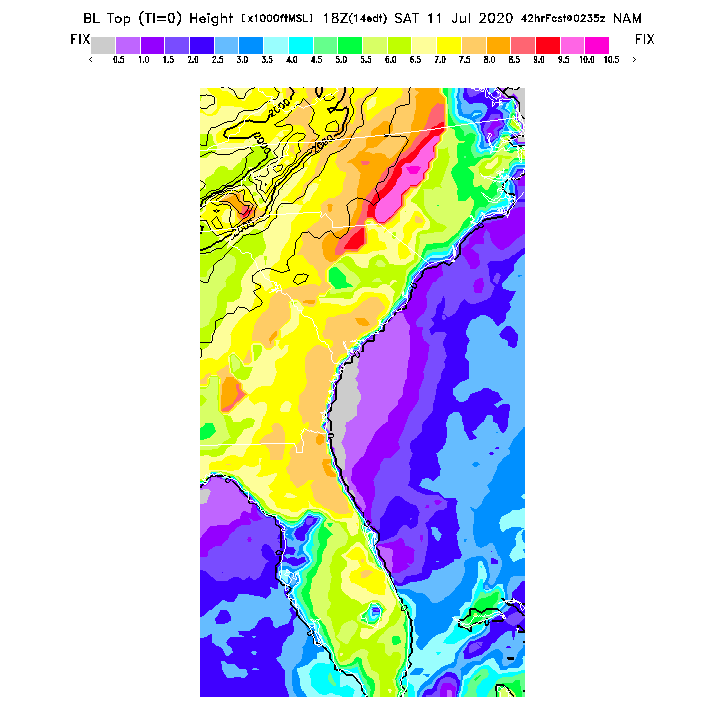 BL Top (TI=0) Height [x1000ftMSL] 18Z(14edt) SAT 11 Jul 2020 42hrFcst@0235z NAM
FIX FIX
< 0.5 1.0 1.5 2.0 2.5 3.0 3.5 4.0 4.5 5.0 5.5 6.0 6.5 7.0 7.5 8.0 8.5 9.0 9.5 10.0 10.5 >
2000
2000
2000